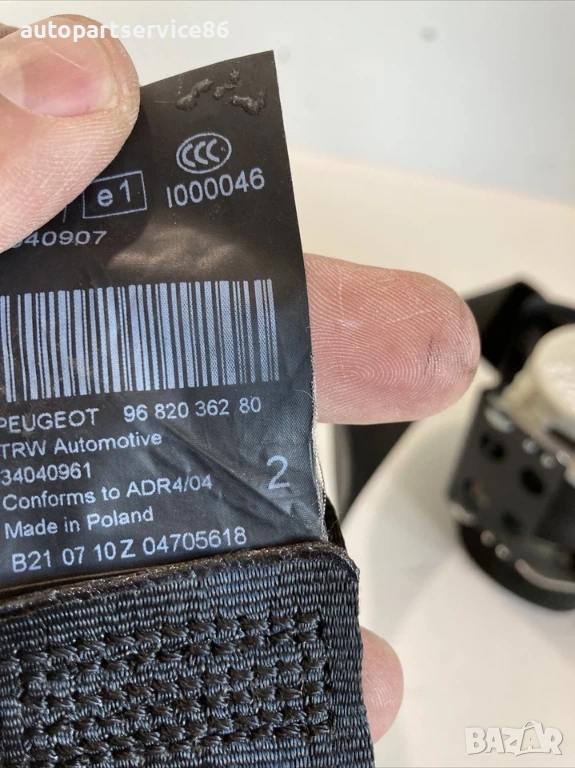 autopartservice86
CCC
e1
I000046
040907
PEUGEOT 96 820 362 80
TRW Automotive
34040961
Conforms to ADR4/04
2
Made in Poland
B21 07 10Z 04705618
BAZAR